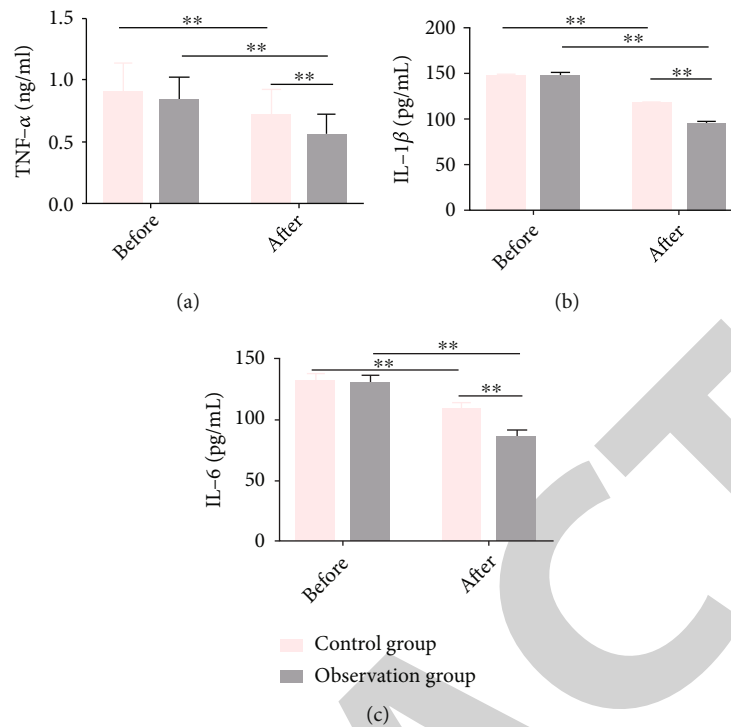 **
**
**
TNF–α (ng/ml)
1.5
1.0
0.5
0.0
Before
After
(a)
**
**
**
IL–1β (pg/mL)
200
150
100
50
0
Before
After
(b)
**
**
**
IL–6 (pg/mL)
150
100
50
0
Before
After
Control group
Observation group
(c)
ACT